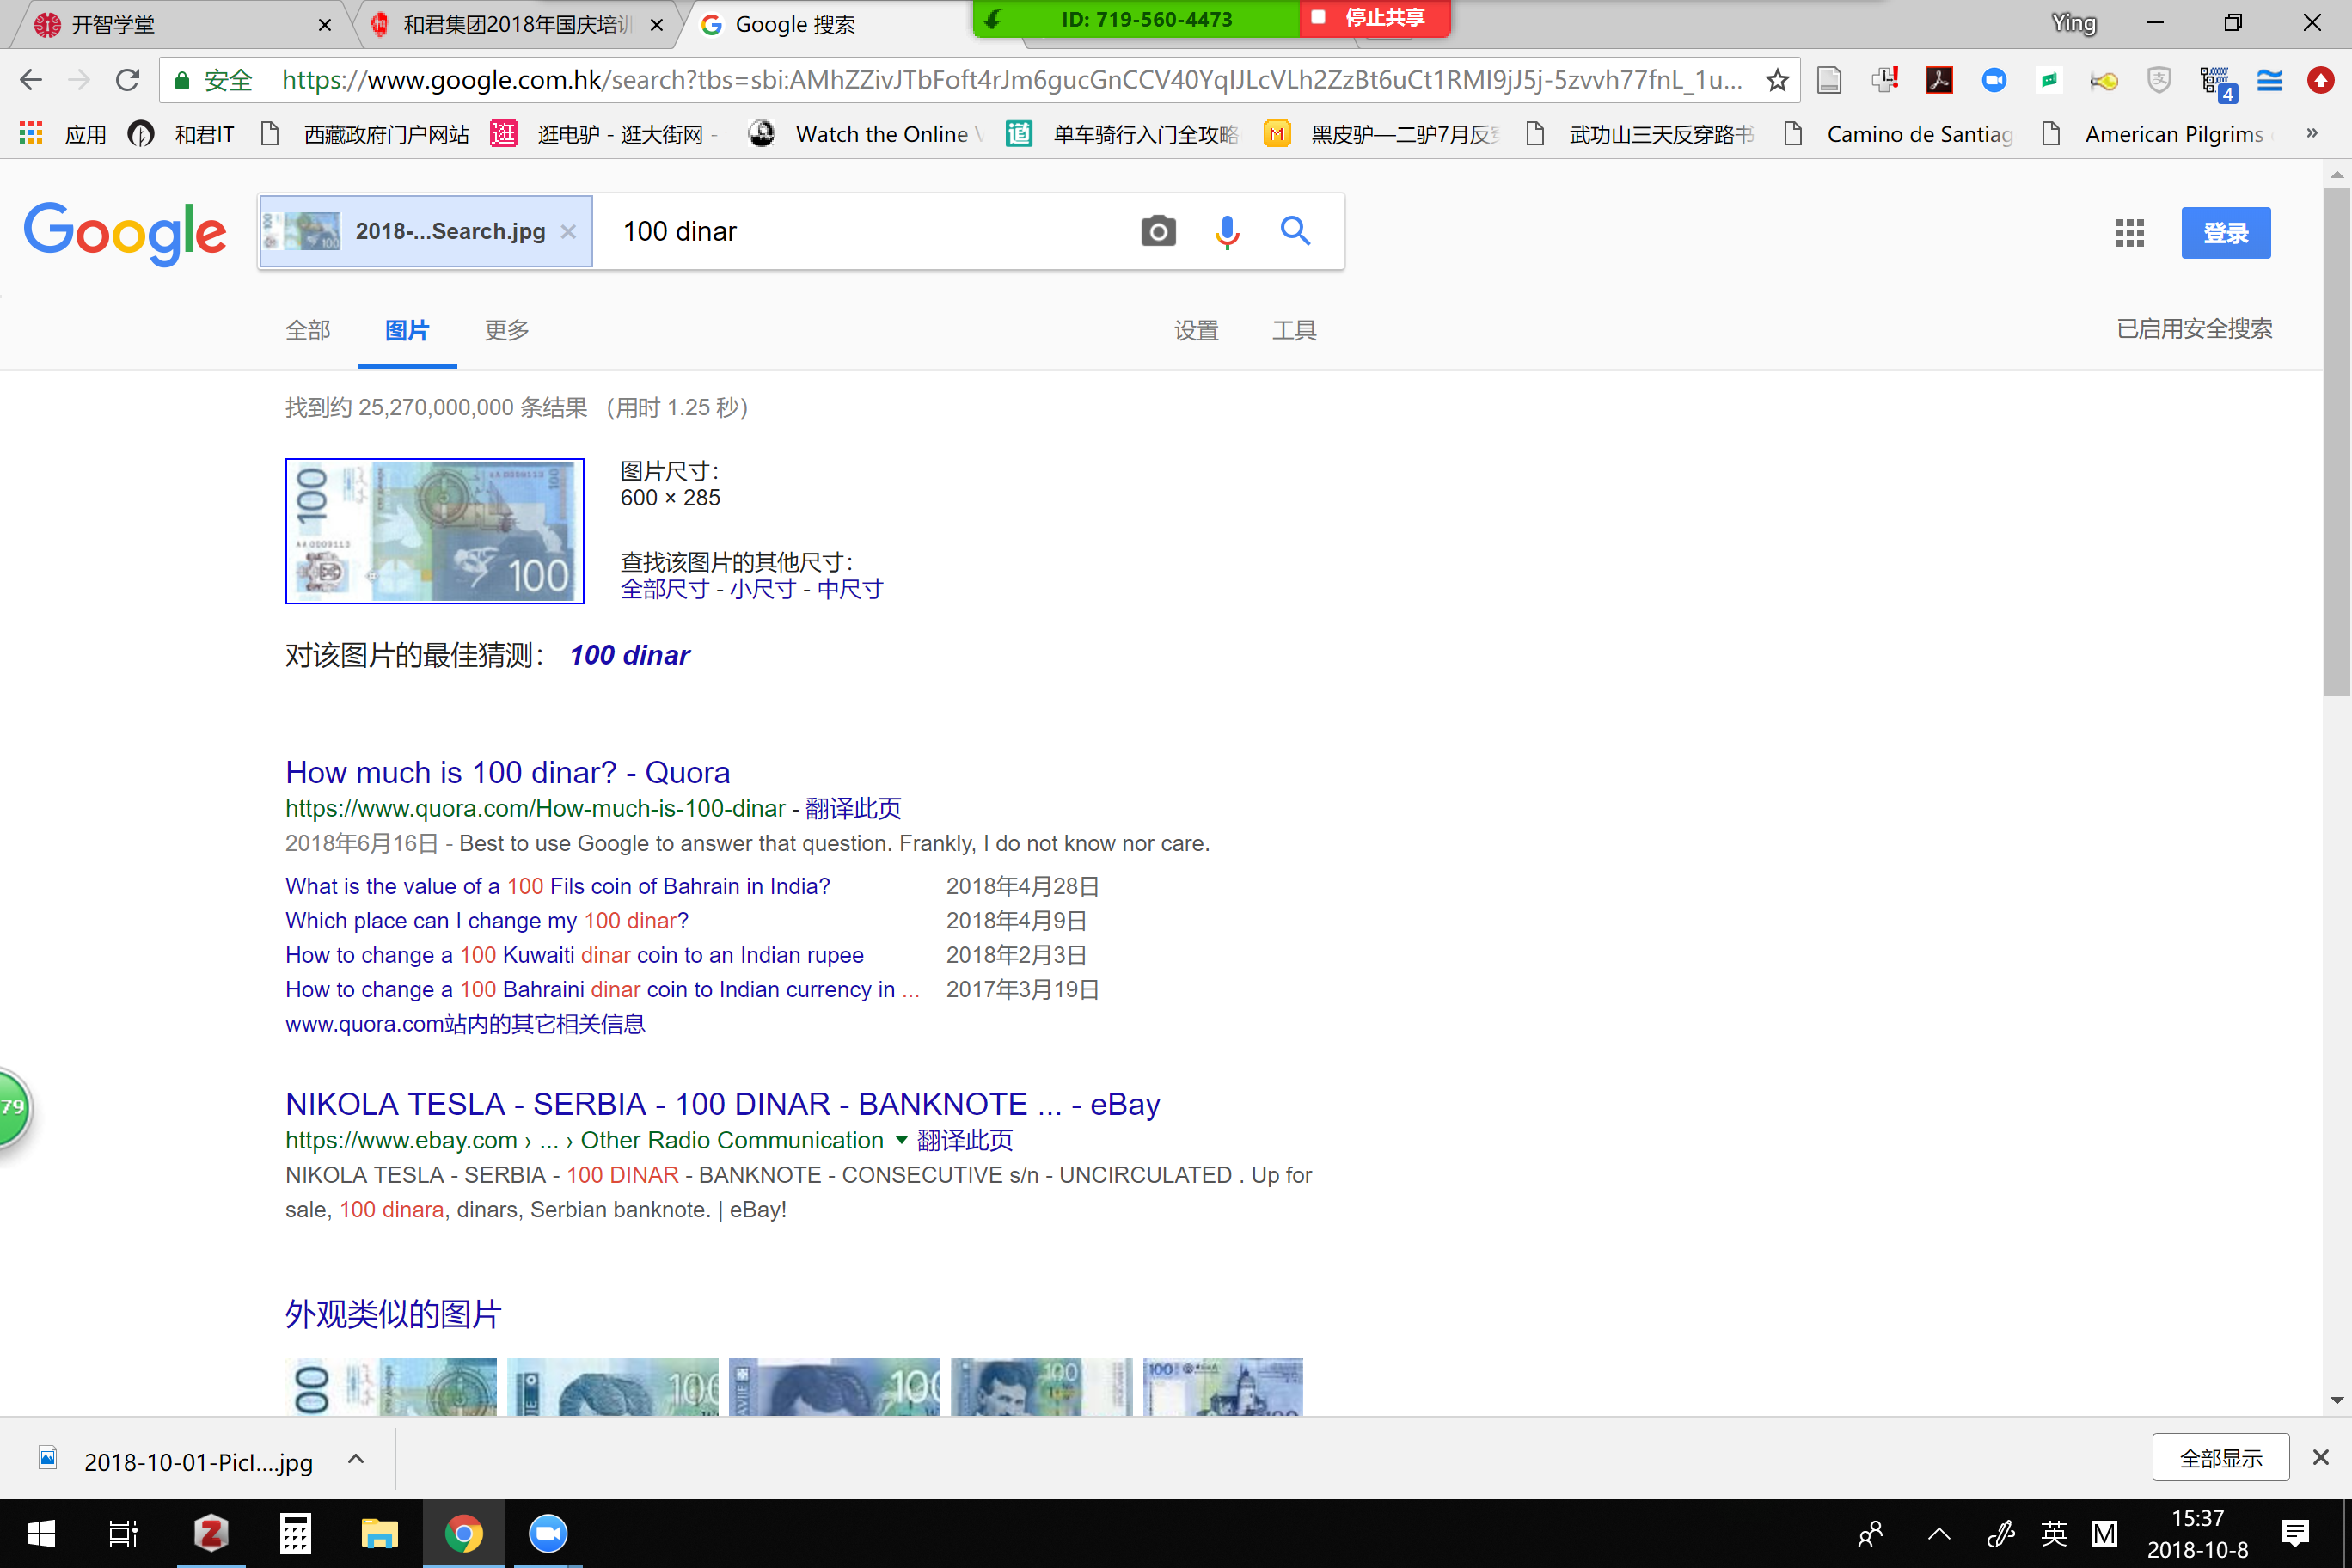 开智学堂
和君集团2018年国庆培训
Google 搜索
ID: 719-560-4473
停止共享
Ying
安全
https://www.google.com.hk/search?tbs=sbi:AMhZZivJTbFoft4rJm6gucGnCCV40YqIJLcVLh2ZzBt6uCt1RMI9jJ5j-5zvvh77fnL_1u...
4
应用
和君IT
西藏政府门户网站
逛
逛电驴 - 逛大街网 -
Watch the Online
道
单车骑行入门全攻略
M
黑皮驴—二驴7月反穿
武功山三天反穿路书
Camino de Santiag
American Pilgrims
»
Google
2018-...Search.jpg
100 dinar
登录
全部
图片
更多
设置
工具
已启用安全搜索
找到约 25,270,000,000 条结果 （用时 1.25 秒）
100
AA 0009113
100
AA 0009113
100
图片尺寸：
600 × 285
查找该图片的其他尺寸：
全部尺寸 - 小尺寸 - 中尺寸
对该图片的最佳猜测： 100 dinar
How much is 100 dinar? - Quora
https://www.quora.com/How-much-is-100-dinar - 翻译此页
2018年6月16日 - Best to use Google to answer that question. Frankly, I do not know nor care.
What is the value of a 100 Fils coin of Bahrain in India? 2018年4月28日
Which place can I change my 100 dinar? 2018年4月9日
How to change a 100 Kuwaiti dinar coin to an Indian rupee 2018年2月3日
How to change a 100 Bahraini dinar coin to Indian currency in ... 2017年3月19日
www.quora.com站内的其它相关信息
79
NIKOLA TESLA - SERBIA - 100 DINAR - BANKNOTE ... - eBay
https://www.ebay.com › ... › Other Radio Communication 翻译此页
NIKOLA TESLA - SERBIA - 100 DINAR - BANKNOTE - CONSECUTIVE s/n - UNCIRCULATED . Up for
sale, 100 dinara, dinars, Serbian banknote. | eBay!
外观类似的图片
100
100
2018-10-01-PicI....jpg
全部显示
Z
英
M
15:37
2018-10-8